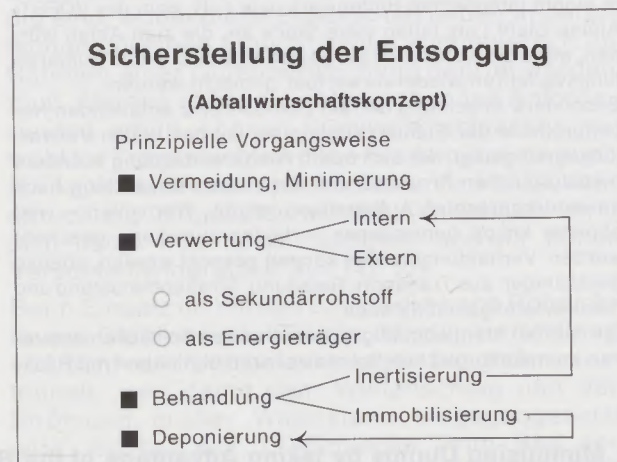 Sicherstellung der Entsorgung
(Abfallwirtschaftskonzept)
Prinzipielle Vorgangsweise
■ Vermeidung, Minimierung
Intern
■ Verwertung
Extern
○ als Sekundärrohstoff
○ als Energieträger
Inertisierung
■ Behandlung
Immobilisierung
■ Deponierung